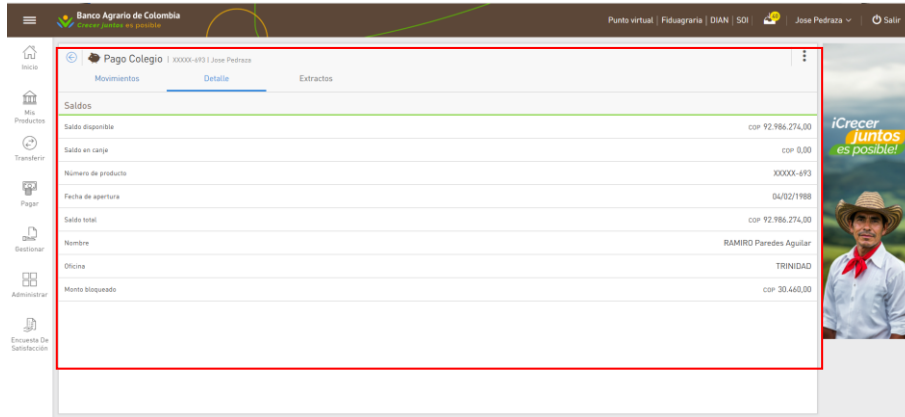 Banco Agrario de Colombia
Crecer juntos es posible
Punto virtual | Fiduagraria | DIAN | SOI |
Jose Pedraza
Salir
Inicio
Mis
Productos
Transferir
Pagar
Gestionar
Administrar
Encuesta De
Satisfacción
Pago Colegio | XXXXX-693 | Jose Pedraza
Movimientos Detalle Extractos
Saldos
Saldo disponible COP 92.986.274,00
Saldo en canje COP 0,00
Número de producto XXXXX-693
Fecha de apertura 04/02/1988
Saldo total COP 92.986.274,00
Nombre RAMIRO Paredes Aguilar
Oficina TRINIDAD
Monto bloqueado COP 30.460,00
¡Crecer
juntos
es posible!